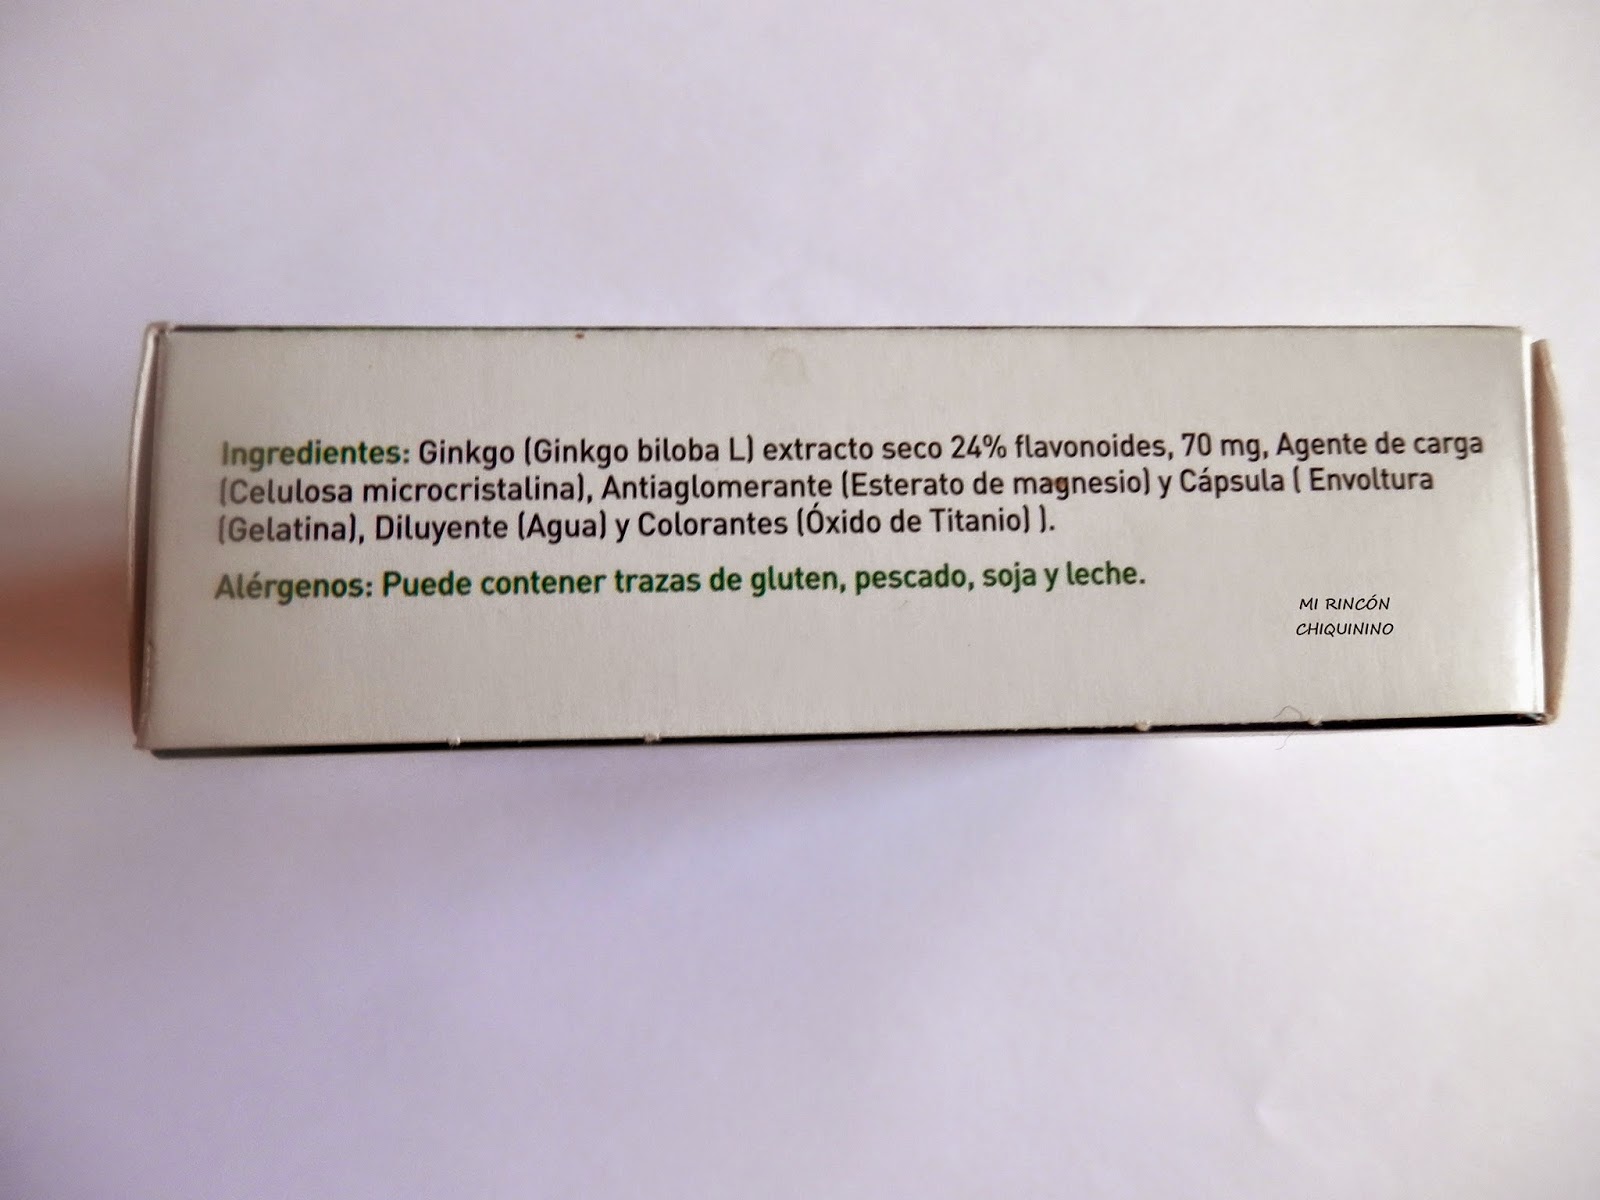 Ingredientes: Ginkgo (Ginkgo biloba L) extracto seco 24% flavonoides, 70 mg, Agente de carga
(Celulosa microcristalina), Antiaglomerante (Esterato de magnesio) y Cápsula ( Envoltura
(Gelatina), Diluyente (Agua) y Colorantes (Óxido de Titanio) ).
Alérgenos: Puede contener trazas de gluten, pescado, soja y leche.
MI RINCÓN
CHIQUININO